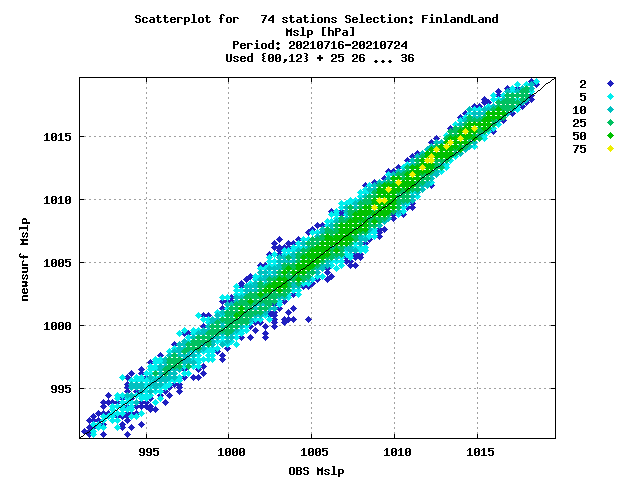 Scatterplot for   74 stations Selection: FinlandLand
Mslp [hPa]
Period: 20210716-20210724
Used {00,12} + 25 26 ... 36
2
5
10
25
50
75
1015
1010
1005
1000
995
newsurf Mslp
995 1000 1005 1010 1015
OBS Mslp